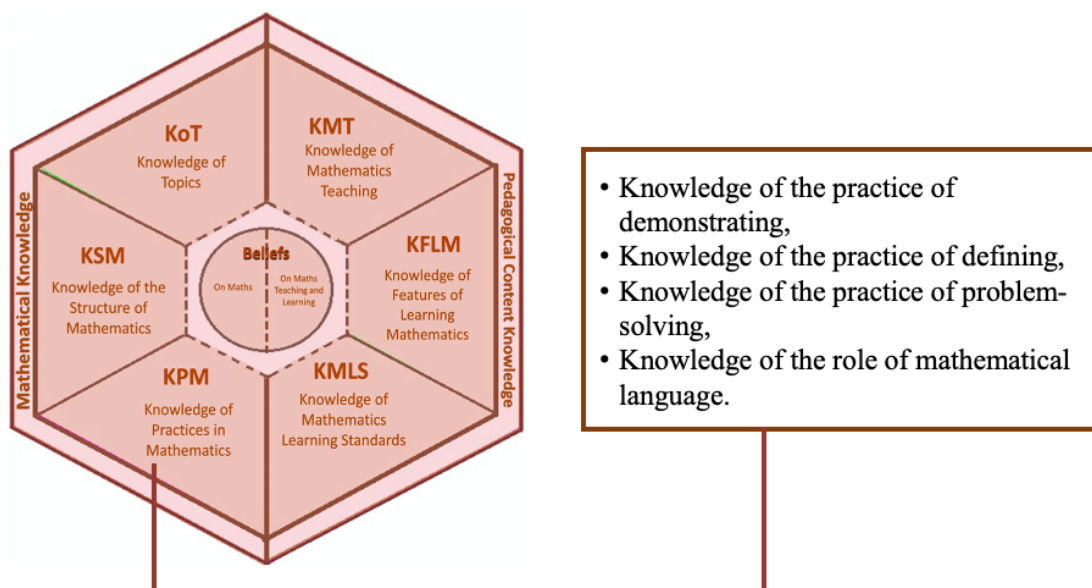 KoT
Knowledge of
Topics
KMT
Knowledge of
Mathematics
Teaching
Mathematical Knowledge
KSM
Knowledge of the
Structure of
Mathematics
Beliefs
On Maths
On Maths
Teaching and
Learning
KFLM
Knowledge of
Features of
Learning
Mathematics
Pedagogical Content Knowledge
KPM
Knowledge of
Practices in
Mathematics
KMLS
Knowledge of
Mathematics
Learning Standards
• Knowledge of the practice of
demonstrating,
• Knowledge of the practice of defining,
• Knowledge of the practice of problem-
solving,
• Knowledge of the role of mathematical
language.